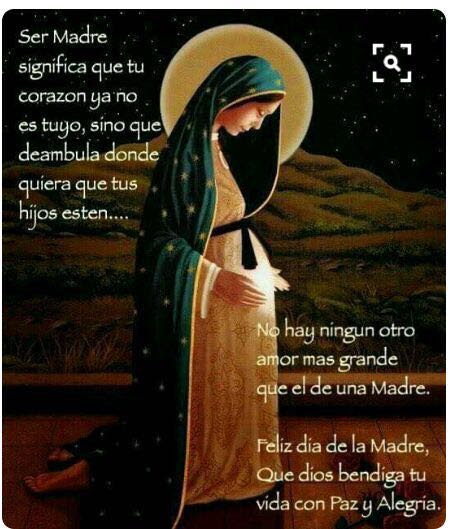 Ser Madre
significa que tu
corazon ya no
es tuyo, sino que
deambula donde
quiera que tus
hijos esten....
No hay ningun otro
amor mas grande
que el de una Madre.
Feliz dia de la Madre,
Que dios bendiga tu
vida con Paz y Alegria.